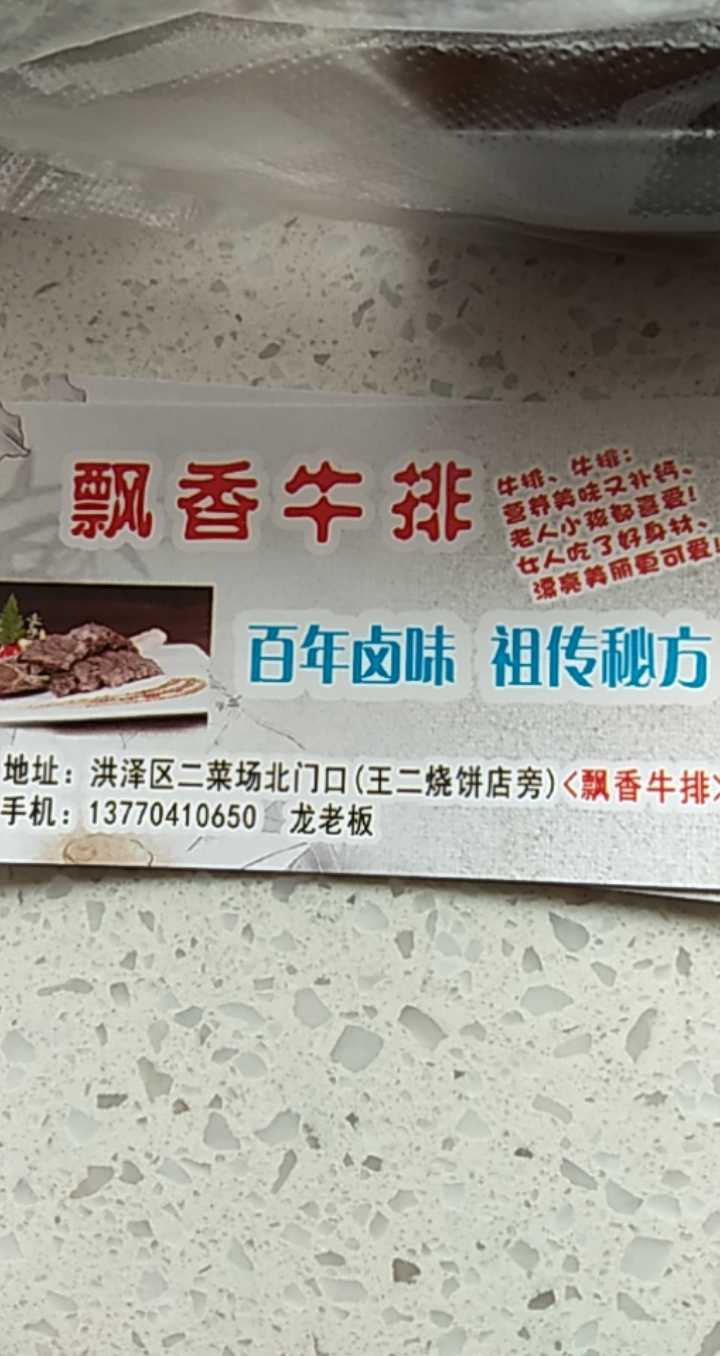 飘香牛排
牛排、牛排：
营养美味又补钙、
老人小孩都喜爱！
女人吃了好身材、
漂亮美丽更可爱！
百年卤味 祖传秘方
地址：洪泽区二菜场北门口(王二烧饼店旁)<飘香牛排>
手机：13770410650 龙老板